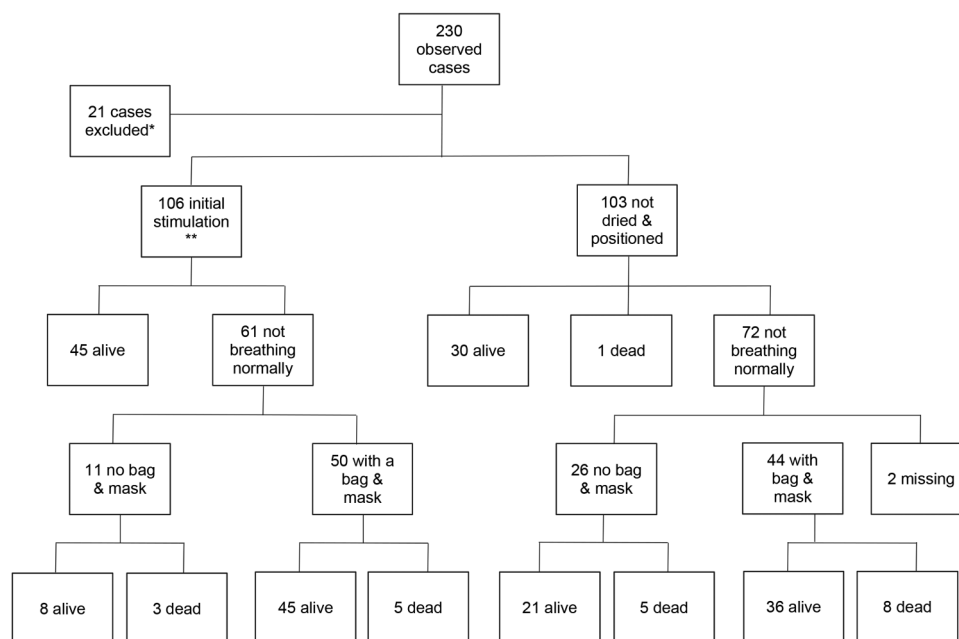 230
observed
cases
21 cases
excluded*
106 initial
stimulation
**
103 not
dried &
positioned
45 alive
61 not
breathing
normally
30 alive
1 dead
72 not
breathing
normally
11 no bag
& mask
50 with a
bag &
mask
26 no bag
& mask
44 with
bag &
mask
2 missing
8 alive
3 dead
45 alive
5 dead
21 alive
5 dead
36 alive
8 dead